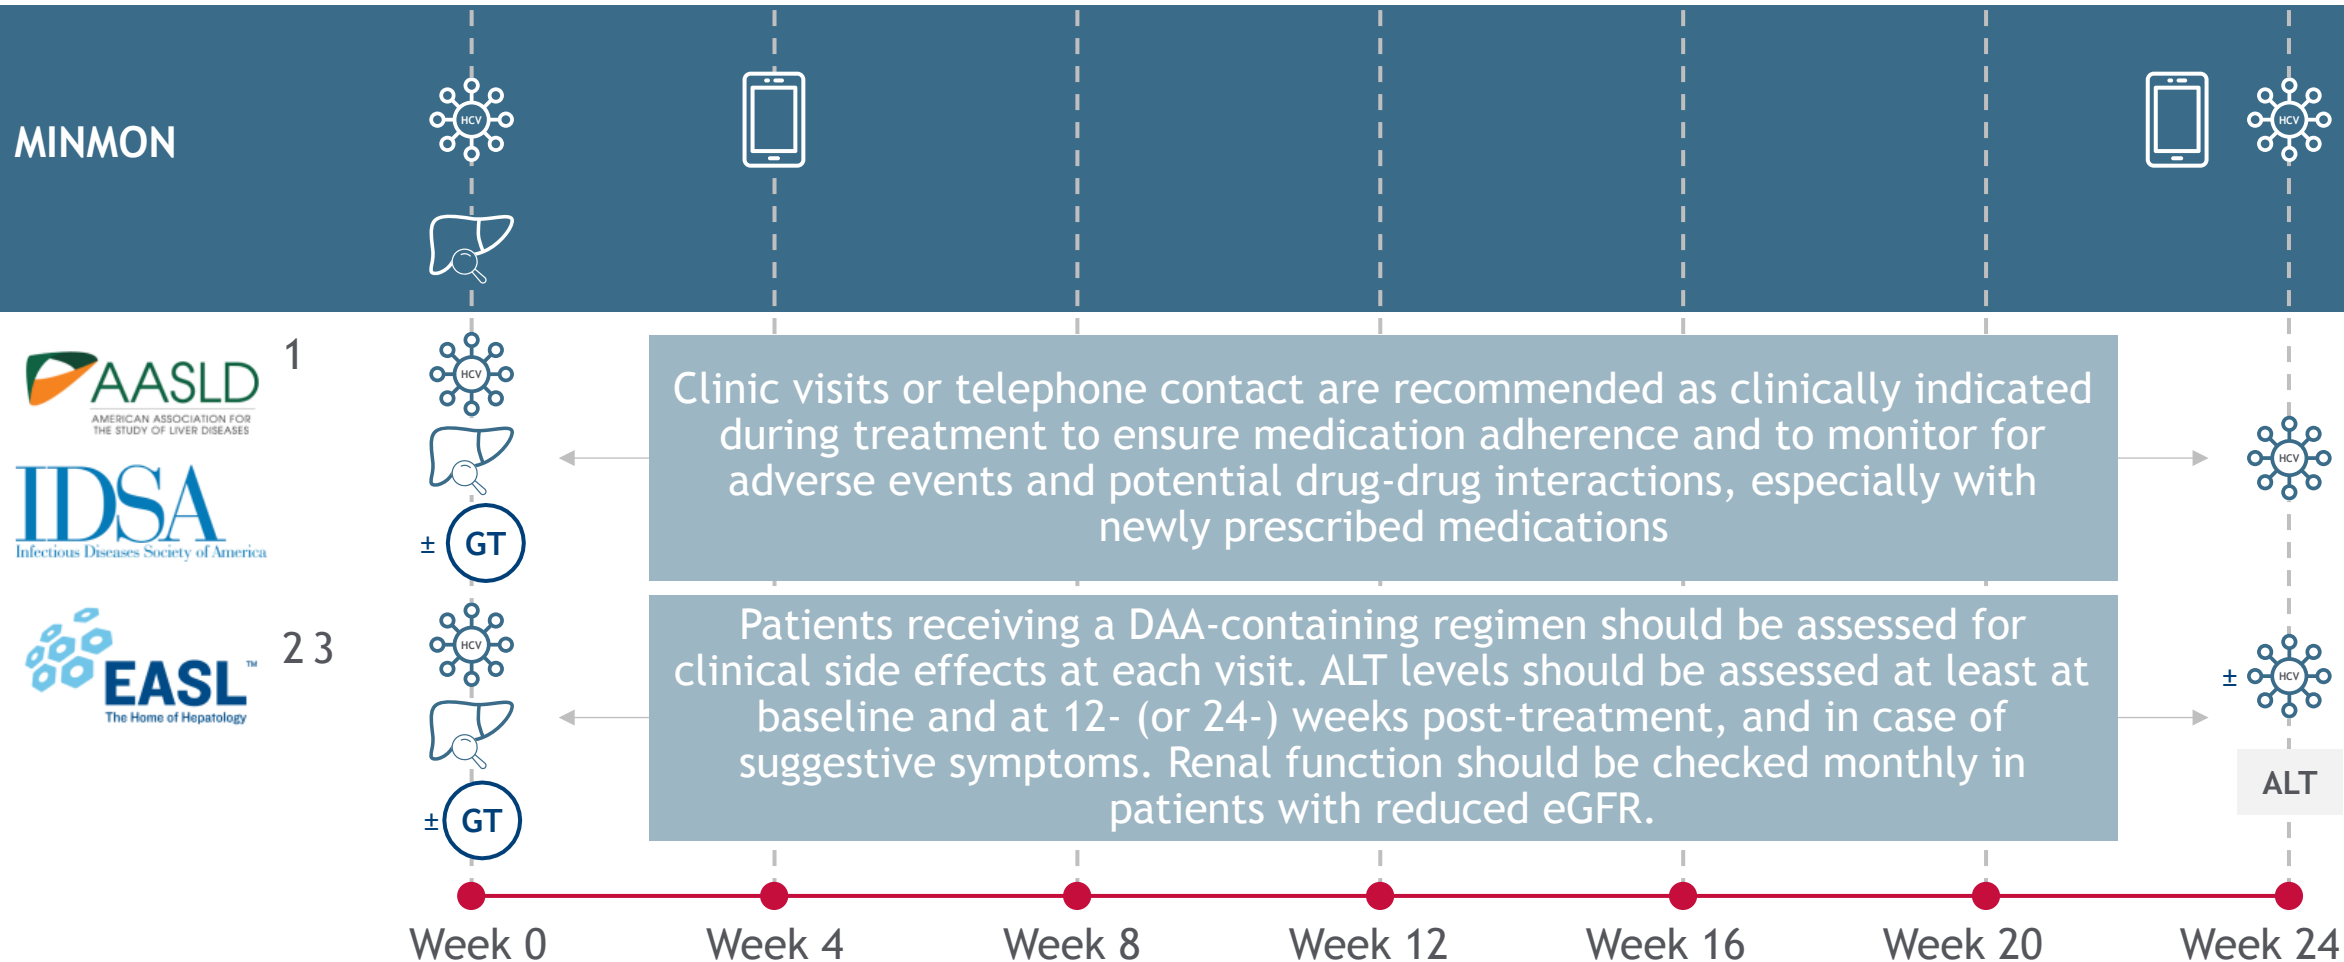 HCV
HCV
MINMON
AASLD
AMERICAN ASSOCIATION FOR
THE STUDY OF LIVER DISEASES
1
IDSA
Infectious Diseases Society of America
HCV
± GT
Clinic visits or telephone contact are recommended as clinically indicated
during treatment to ensure medication adherence and to monitor for
adverse events and potential drug-drug interactions, especially with
newly prescribed medications
HCV
EASL™
The Home of Hepatology
2 3
HCV
± GT
Patients receiving a DAA-containing regimen should be assessed for
clinical side effects at each visit. ALT levels should be assessed at least at
baseline and at 12- (or 24-) weeks post-treatment, and in case of
suggestive symptoms. Renal function should be checked monthly in
patients with reduced eGFR.
± HCV
ALT
Week 0 Week 4 Week 8 Week 12 Week 16 Week 20 Week 24